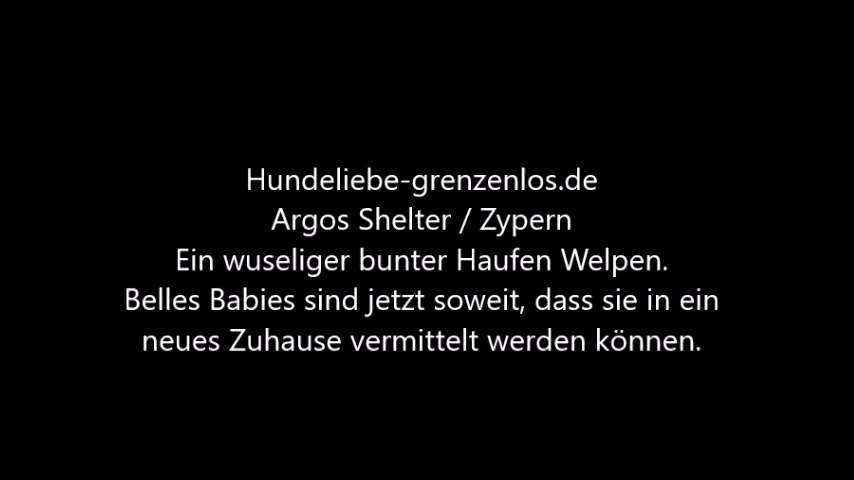 Hundeliebe-grenzenlos.de
Argos Shelter / Zypern
Ein wuseliger bunter Haufen Welpen.
Belles Babies sind jetzt soweit, dass sie in ein
neues Zuhause vermittelt werden können.